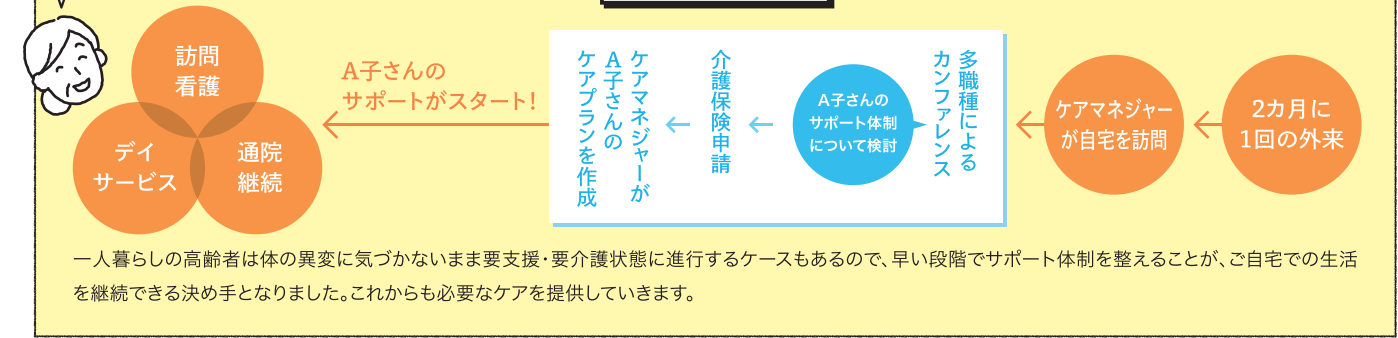 2カ月に
1回の外来
ケアマネジャー
が自宅を訪問
多職種による
カンファレンス
A子さんの
サポート体制
について検討
介護保険申請
ケアマネジャーが
A子さんの
ケアプランを作成
A子さんの
サポートがスタート!
訪問
看護
デイ
サービス
通院
継続
一人暮らしの高齢者は体の異変に気づかないまま要支援・要介護状態に進行するケースもあるので、早い段階でサポート体制を整えることが、ご自宅での生活
を継続できる決め手となりました。これからも必要なケアを提供していきます。